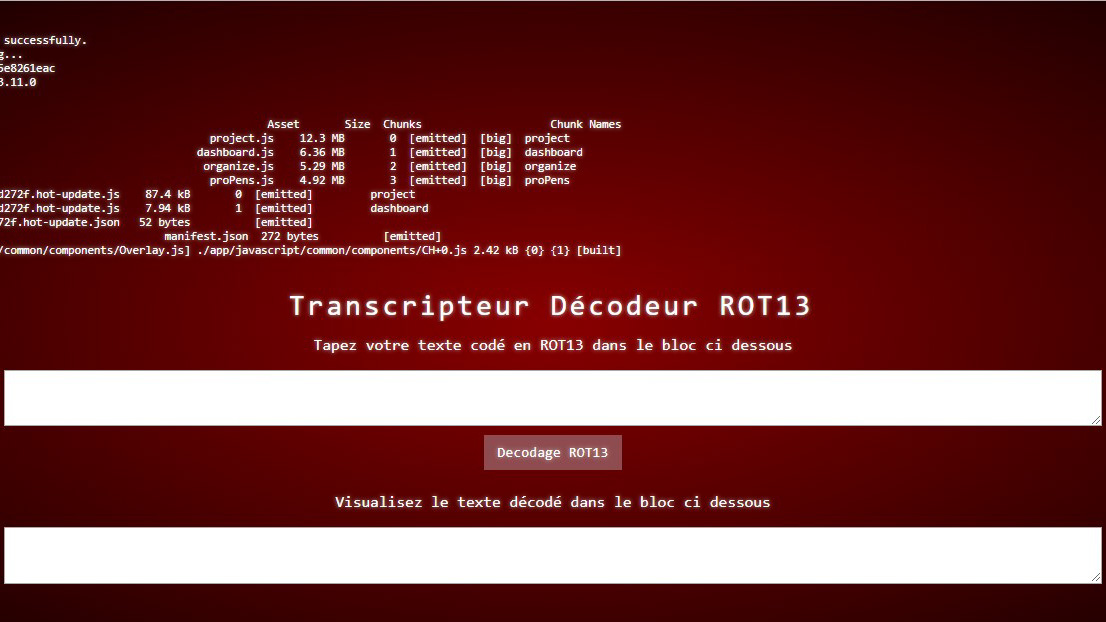 successfully.
g...
5e8261eac
3.11.0
Asset Size Chunks Chunk Names
project.js 12.3 MB 0 [emitted] [big] project
dashboard.js 6.36 MB 1 [emitted] [big] dashboard
organize.js 5.29 MB 2 [emitted] [big] organize
proPens.js 4.92 MB 3 [emitted] [big] proPens
d272f.hot-update.js 87.4 kB 0 [emitted] project
d272f.hot-update.js 7.94 kB 1 [emitted] dashboard
72f.hot-update.json 52 bytes [emitted]
manifest.json 272 bytes [emitted]
/common/components/Overlay.js] ./app/javascript/common/components/CH+0.js 2.42 kB {0} {1} [built]
Transcripteur Décodeur ROT13
Tapez votre texte codé en ROT13 dans le bloc ci dessous
Decodage ROT13
Visualisez le texte décodé dans le bloc ci dessous